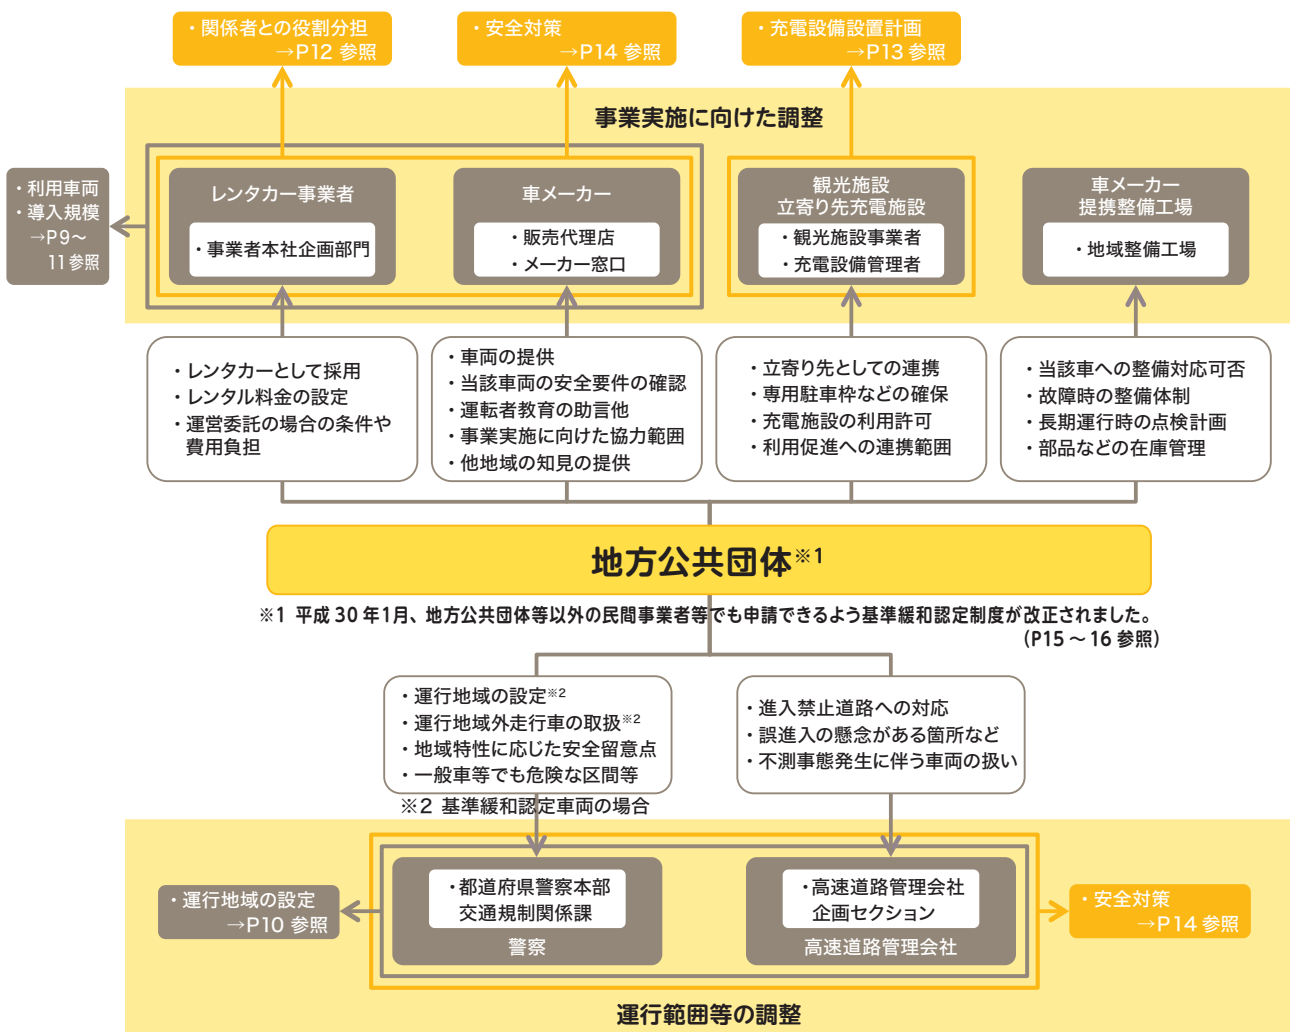 ・関係者との役割分担
→P12 参照
・安全対策
→P14 参照
・充電設備設置計画
→P13 参照
事業実施に向けた調整
・利用車両
・導入規模
→P9～
11参照
レンタカー事業者
・事業者本社企画部門
車メーカー
・販売代理店
・メーカー窓口
観光施設
立寄り先充電施設
・観光施設事業者
・充電設備管理者
車メーカー
提携整備工場
・地域整備工場
・レンタカーとして採用
・レンタル料金の設定
・運営委託の場合の条件や
費用負担
・車両の提供
・当該車両の安全要件の確認
・運転者教育の助言他
・事業実施に向けた協力範囲
・他地域の知見の提供
・立寄り先としての連携
・専用駐車枠などの確保
・充電施設の利用許可
・利用促進への連携範囲
・当該車への整備対応可否
・故障時の整備体制
・長期運行時の点検計画
・部品などの在庫管理
地方公共団体※1
※1 平成 30 年1月、地方公共団体等以外の民間事業者等でも申請できるよう基準緩和認定制度が改正されました。
(P15 ～ 16 参照)
・運行地域の設定※2
・運行地域外走行車の取扱※2
・地域特性に応じた安全留意点
・一般車等でも危険な区間等
※2 基準緩和認定車両の場合
・進入禁止道路への対応
・誤進入の懸念がある箇所など
・不測事態発生に伴う車両の扱い
・運行地域の設定
→P10 参照
・都道府県警察本部
交通規制関係課
警察
・高速道路管理会社
企画セクション
高速道路管理会社
・安全対策
→P14 参照
運行範囲等の調整